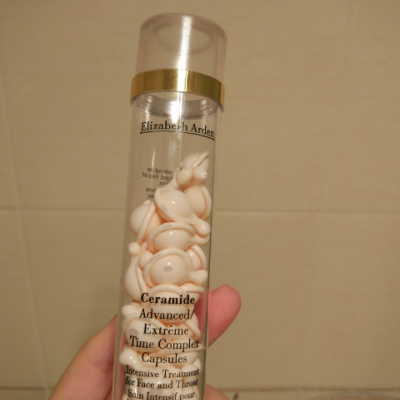 Elizabeth Arden
Ceramide
Advanced/
Extreme
Time Complex
Capsules
Intensive Treatment
for Face and Throat
Soin Intensif pour